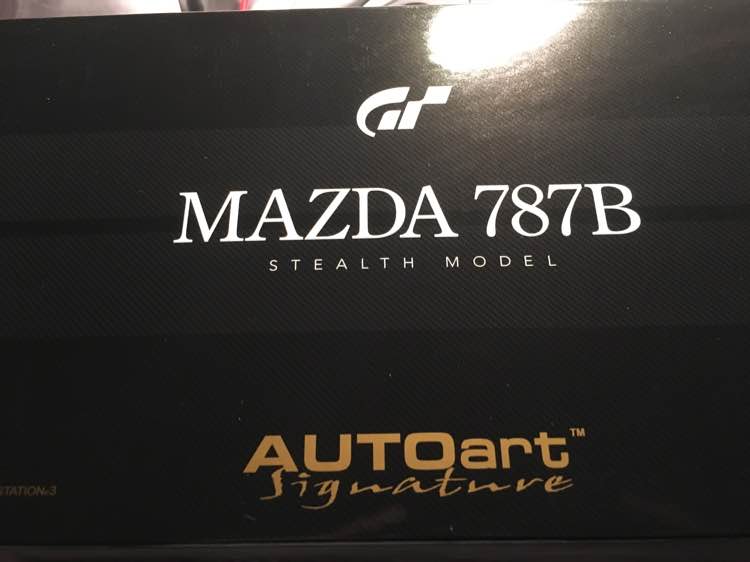 GT
MAZDA 787B
STEALTH MODEL
AUTOart™
Signature